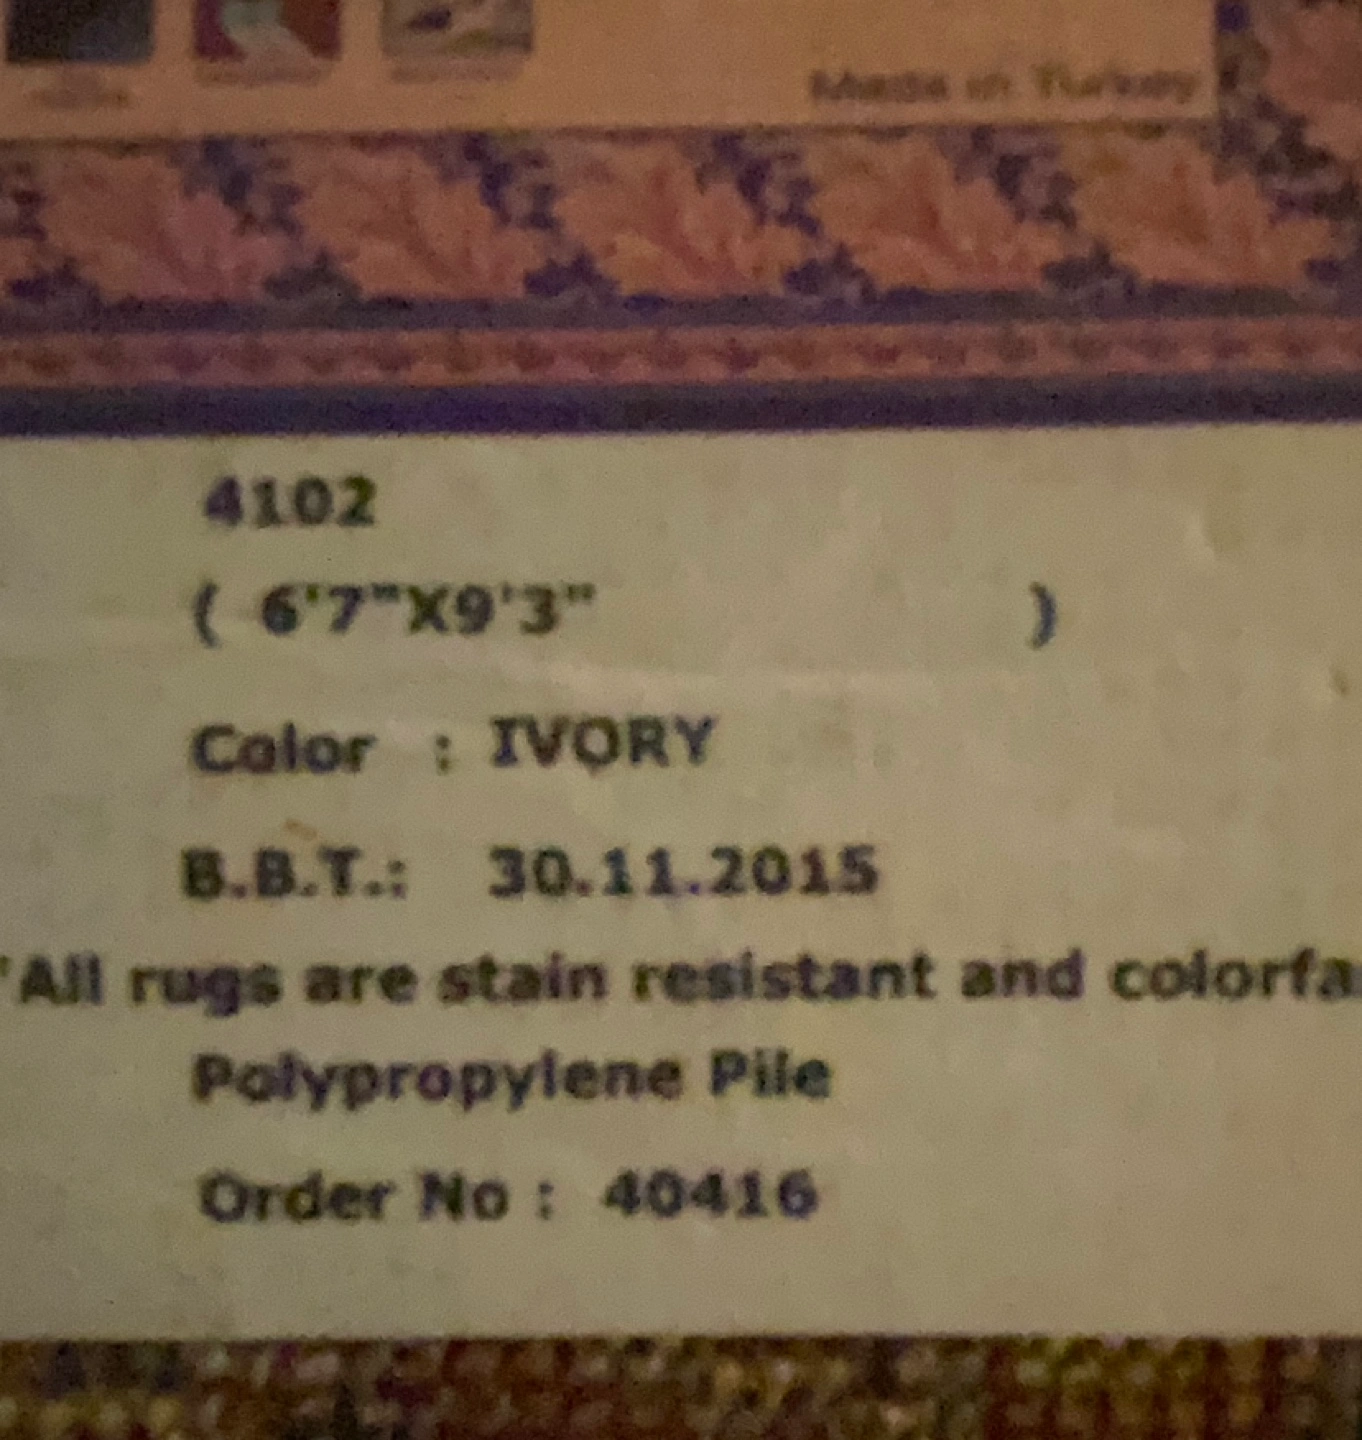 Made in Turkey
4102
( 6'7"X9'3" )
Color : IVORY
B.B.T.: 30.11.2015
"All rugs are stain resistant and colorfa
Polypropylene Pile
Order No : 40416